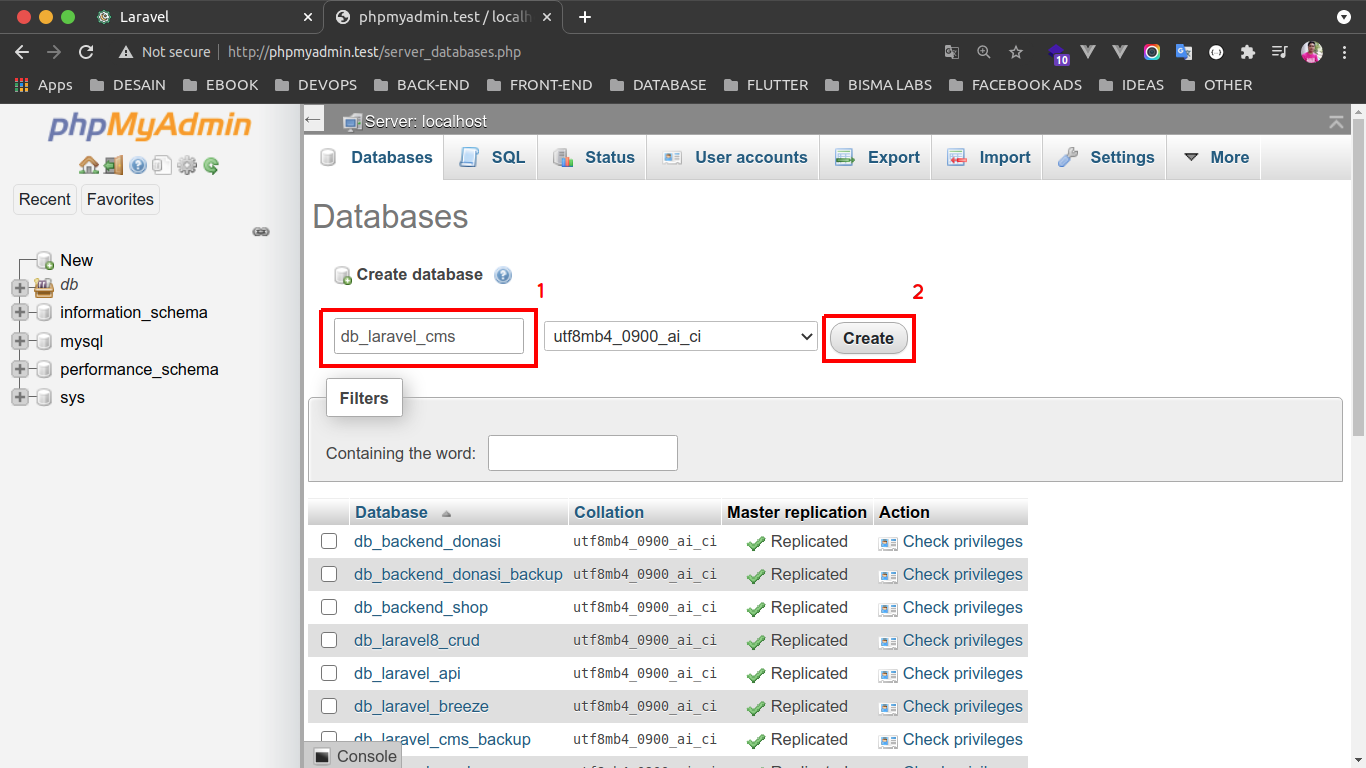 Laravel
phpmyadmin.test / localh
Not secure http://phpmyadmin.test/server_databases.php
10
Apps DESAIN EBOOK DEVOPS BACK-END FRONT-END DATABASE FLUTTER BISMA LABS FACEBOOK ADS IDEAS OTHER
phpMyAdmin
Recent Favorites
New
db
information_schema
mysql
performance_schema
sys
Server: localhost
Databases SQL Status User accounts Export Import Settings More
Databases
Create database
1
2
db_laravel_cms utf8mb4_0900_ai_ci Create
Filters
Containing the word:
Database Collation Master replication Action
db_backend_donasi utf8mb4_0900_ai_ci Replicated Check privileges
db_backend_donasi_backup utf8mb4_0900_ai_ci Replicated Check privileges
db_backend_shop utf8mb4_0900_ai_ci Replicated Check privileges
db_laravel8_crud utf8mb4_0900_ai_ci Replicated Check privileges
db_laravel_api utf8mb4_0900_ai_ci Replicated Check privileges
db_laravel_breeze utf8mb4_0900_ai_ci Replicated Check privileges
db_laravel_cms_backup utf8mb4_0900_ai_ci Replicated Check privileges
Console